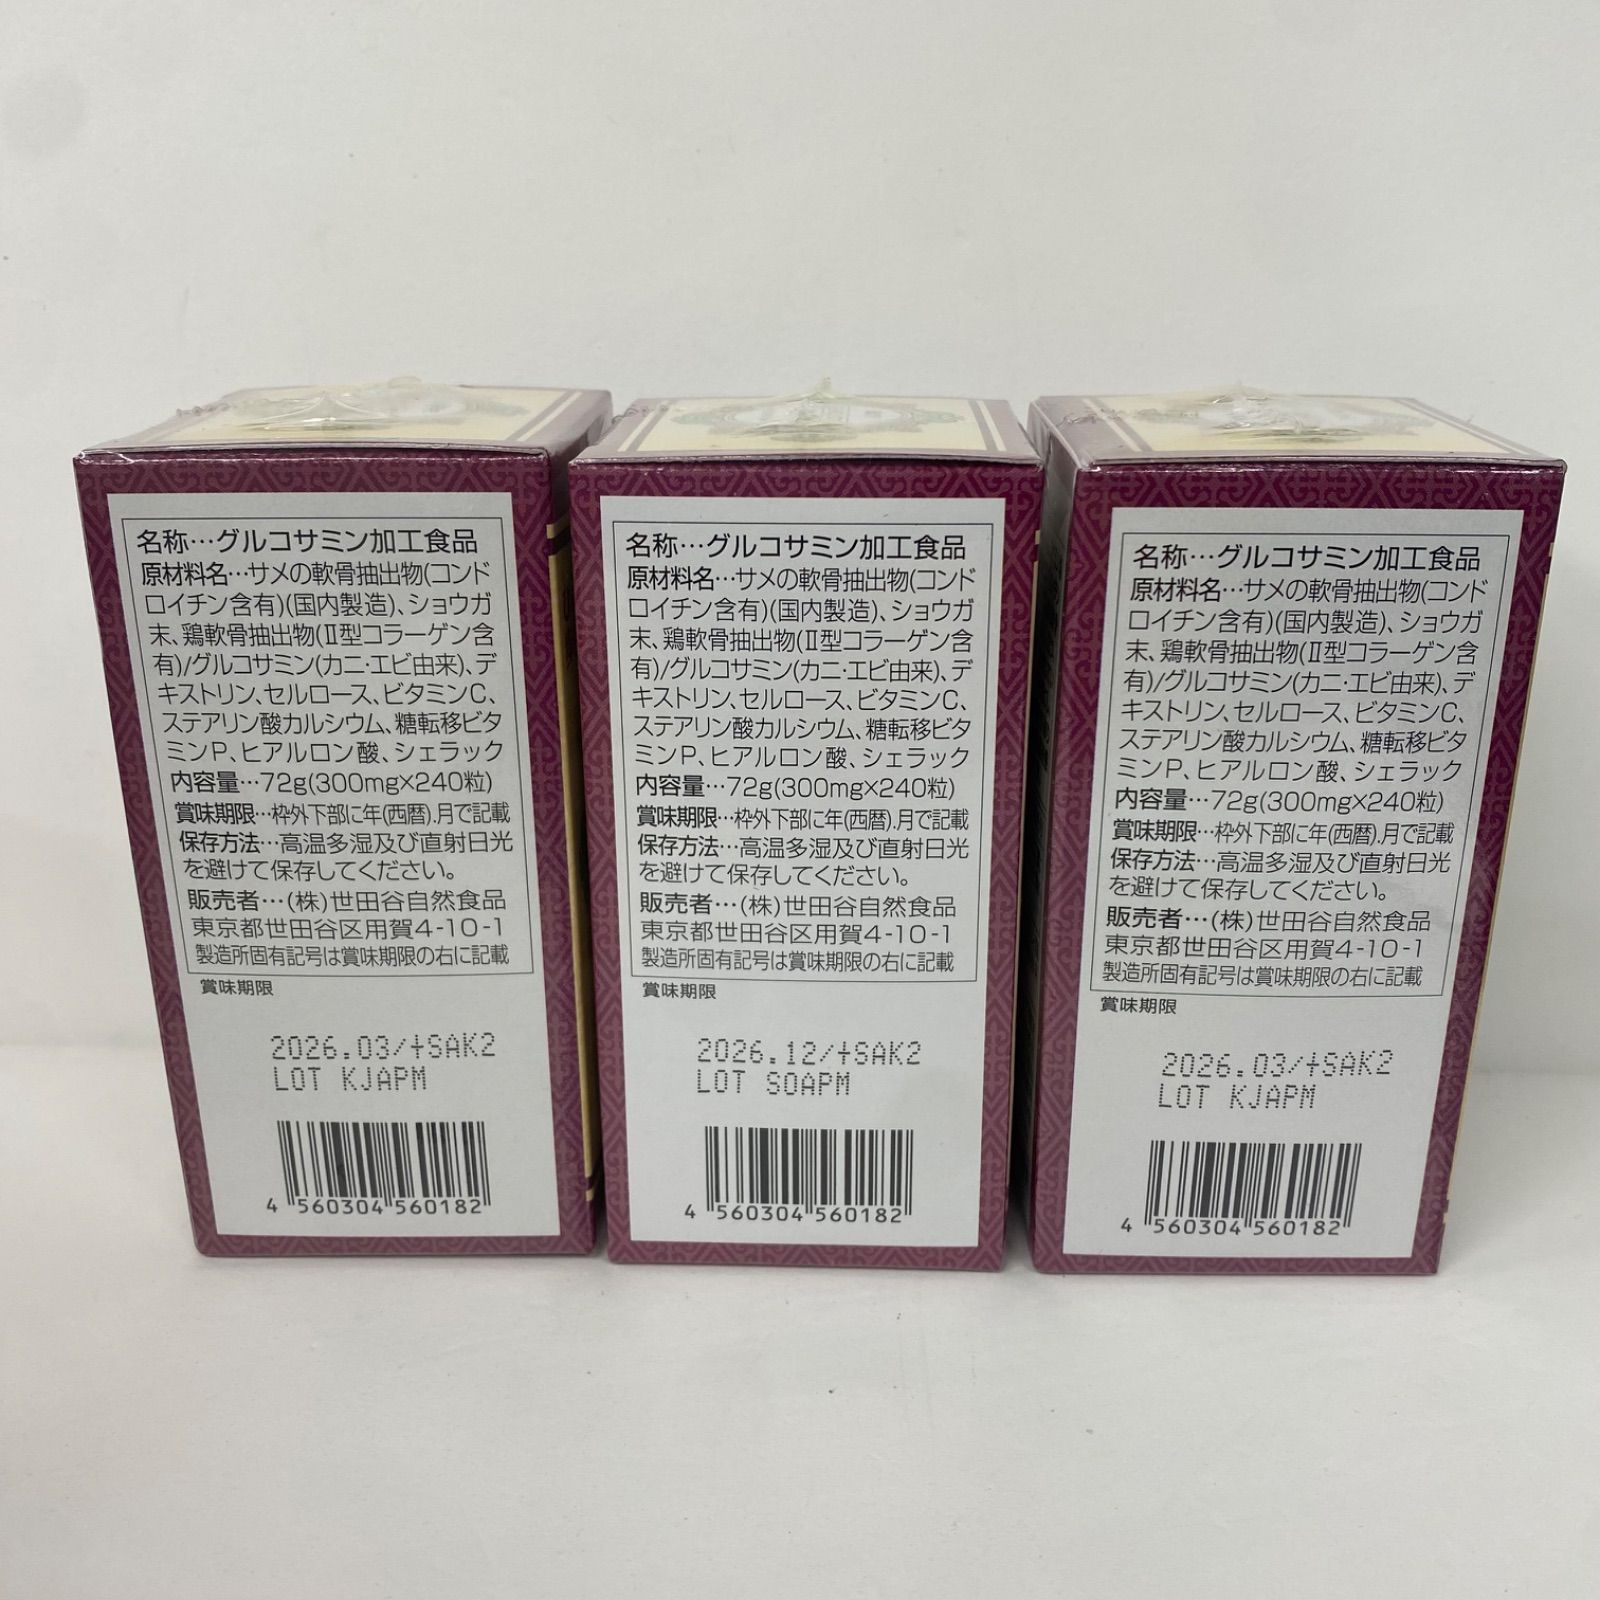 名称…グルコサミン加工食品
原材料名…サメの軟骨抽出物(コンド
ロイチン含有)(国内製造)、ショウガ
末、鶏軟骨抽出物(Ⅱ型コラーゲン含
有)/グルコサミン(カニ・エビ由来)、デ
キストリン、セルロース、ビタミンC、
ステアリン酸カルシウム、糖転移ビタ
ミンP、ヒアルロン酸、シェラック
内容量…72g(300mg×240粒)
賞味期限…枠外下部に年(西暦).月で記載
保存方法…高温多湿及び直射日光
を避けて保存してください。
販売者…(株)世田谷自然食品
東京都世田谷区用賀4-10-1
製造所固有記号は賞味期限の右に記載
賞味期限
2026.03/+SAK2
LOT KJAPM
4 560304 560182
名称…グルコサミン加工食品
原材料名…サメの軟骨抽出物(コンド
ロイチン含有)(国内製造)、ショウガ
末、鶏軟骨抽出物(Ⅱ型コラーゲン含
有)/グルコサミン(カニ・エビ由来)、デ
キストリン、セルロース、ビタミンC、
ステアリン酸カルシウム、糖転移ビタ
ミンP、ヒアルロン酸、シェラック
内容量…72g(300mg×240粒)
賞味期限…枠外下部に年(西暦).月で記載
保存方法…高温多湿及び直射日光
を避けて保存してください。
販売者…(株)世田谷自然食品
東京都世田谷区用賀4-10-1
製造所固有記号は賞味期限の右に記載
賞味期限
2026.12/+SAK2
LOT SOAPM
4 560304 560182
名称…グルコサミン加工食品
原材料名…サメの軟骨抽出物(コンド
ロイチン含有)(国内製造)、ショウガ
末、鶏軟骨抽出物(Ⅱ型コラーゲン含
有)/グルコサミン(カニ・エビ由来)、デ
キストリン、セルロース、ビタミンC、
ステアリン酸カルシウム、糖転移ビタ
ミンP、ヒアルロン酸、シェラック
内容量…72g(300mg×240粒)
賞味期限…枠外下部に年(西暦).月で記載
保存方法…高温多湿及び直射日光
を避けて保存してください。
販売者…(株)世田谷自然食品
東京都世田谷区用賀4-10-1
製造所固有記号は賞味期限の右に記載
賞味期限
2026.03/+SAK2
LOT KJAPM
4 560304 560182